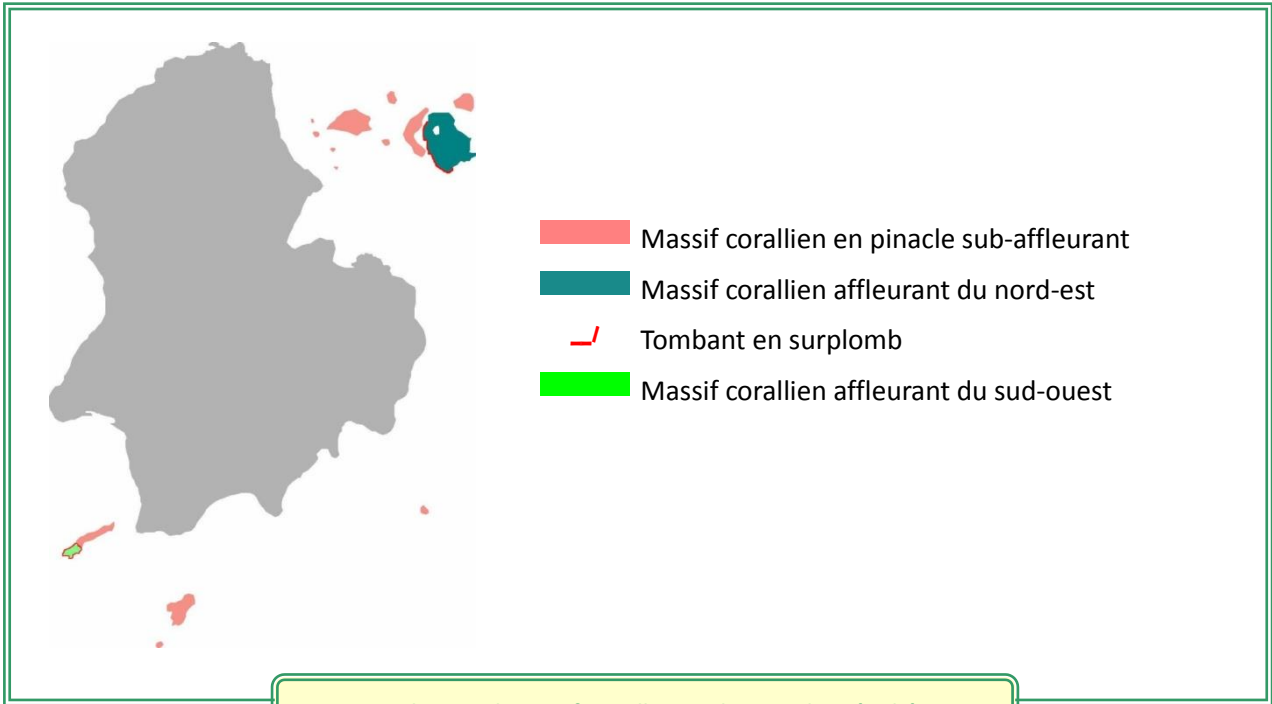 Massif corallien en pinacle sub-affleurant
Massif corallien affleurant du nord-est
Tombant en surplomb
Massif corallien affleurant du sud-ouest